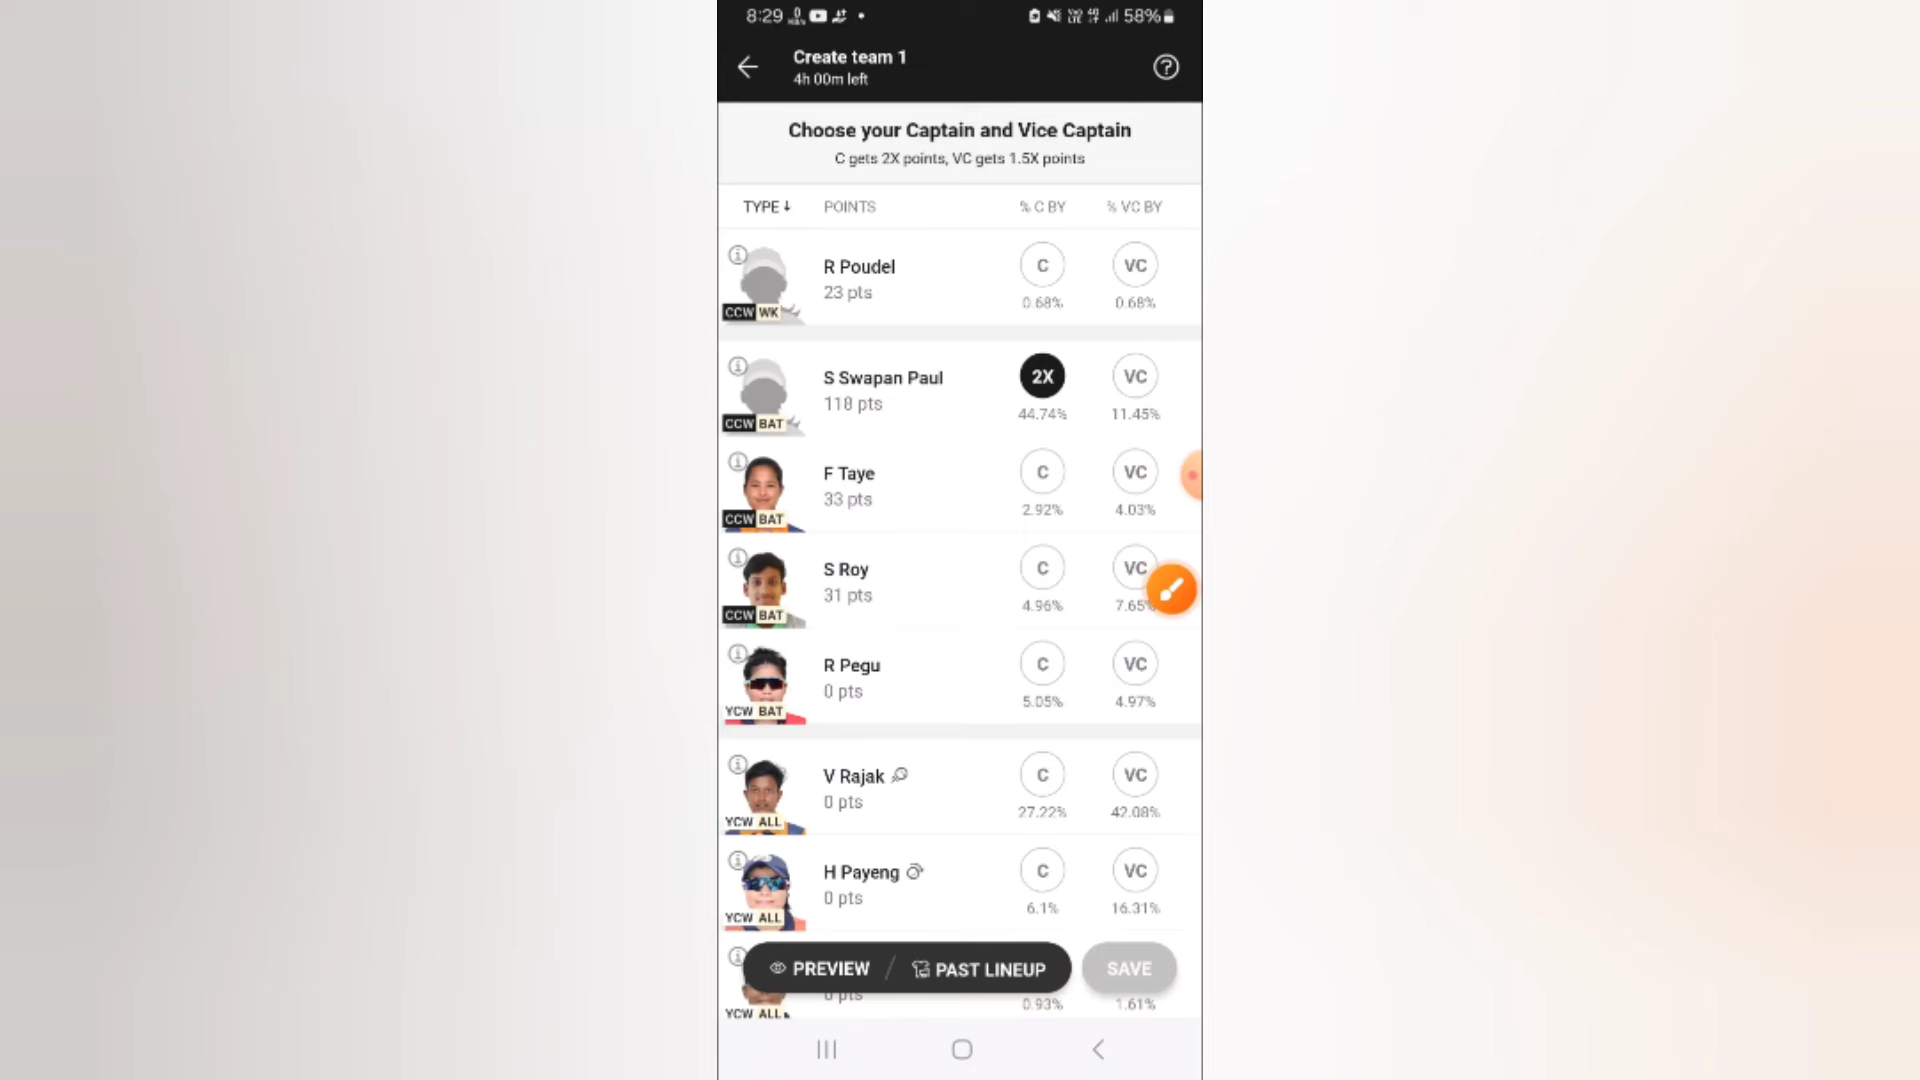 8:29 58%
Create team 1
4h 00m left
Choose your Captain and Vice Captain
C gets 2X points, VC gets 1.5X points
TYPE↓ POINTS % C BY % VC BY
R Poudel C VC
23 pts 0.68% 0.68%
CCW WK
S Swapan Paul 2X VC
118 pts 44.74% 11.45%
CCW BAT
F Taye C VC
33 pts 2.92% 4.03%
CCW BAT
S Roy C VC
31 pts 4.96% 7.65%
CCW BAT
R Pegu C VC
0 pts 5.05% 4.97%
YCW BAT
V Rajak C VC
0 pts 27.22% 42.08%
YCW ALL
H Payeng C VC
0 pts 6.1% 16.31%
YCW ALL
PREVIEW / PAST LINEUP SAVE
0 pts 0.93% 1.61%
YCW ALL